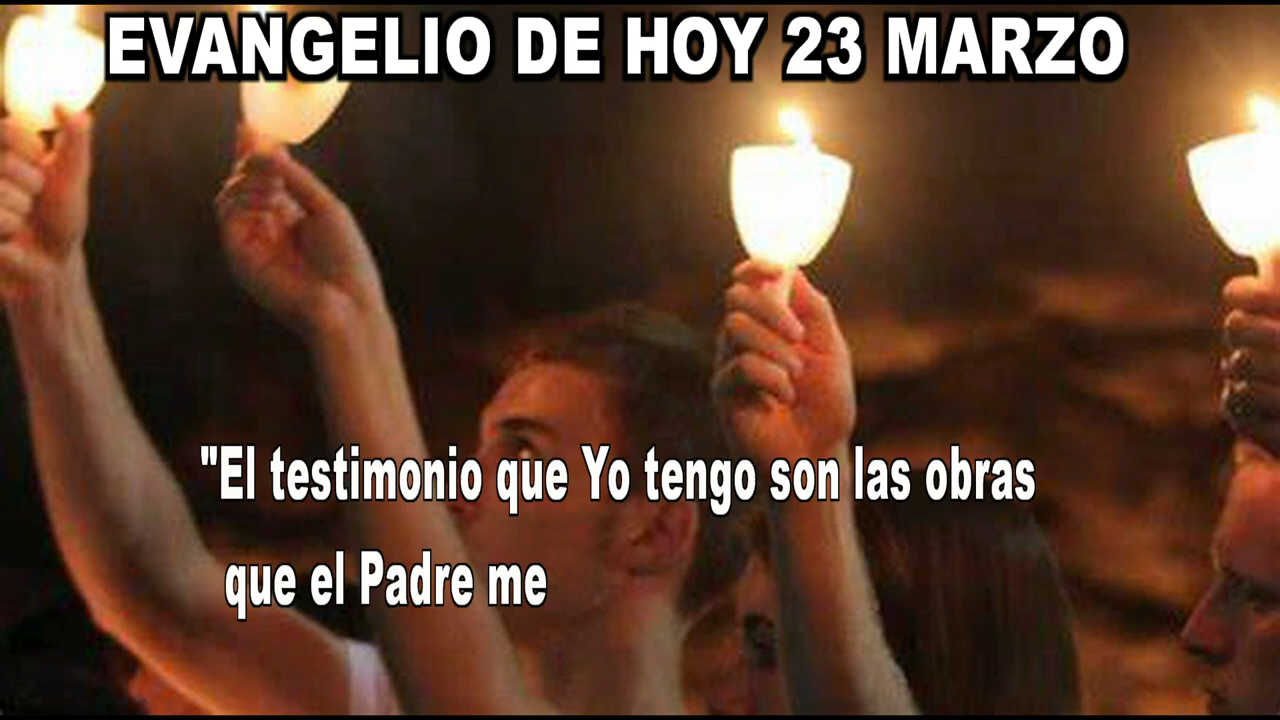 EVANGELIO DE HOY 23 MARZO
"El testimonio que Yo tengo son las obras
que el Padre me